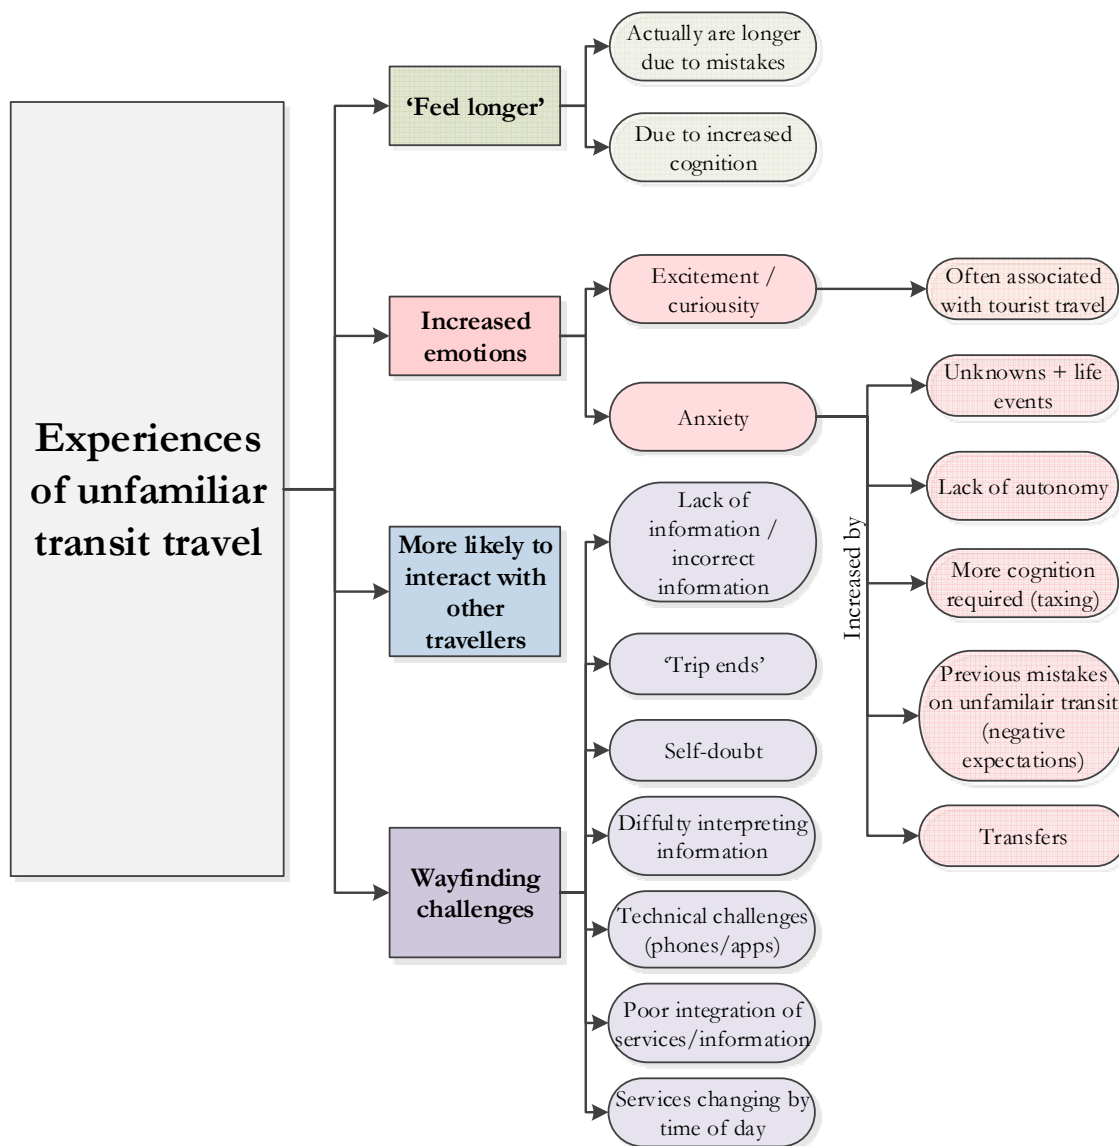 Experiences
of unfamiliar
transit travel
‘Feel longer’
Actually are longer
due to mistakes
Due to increased
cognition
Increased
emotions
Excitement /
curiousity
Often associated
with tourist travel
Anxiety
Increased by
Unknowns + life
events
Lack of autonomy
More cognition
required (taxing)
Previous mistakes
on unfamilair transit
(negative
expectations)
Transfers
More likely to
interact with
other
travellers
Wayfinding
challenges
Lack of
information /
incorrect
information
‘Trip ends’
Self-doubt
Diffulty interpreting
information
Technical challenges
(phones/apps)
Poor integration of
services/information
Services changing by
time of day